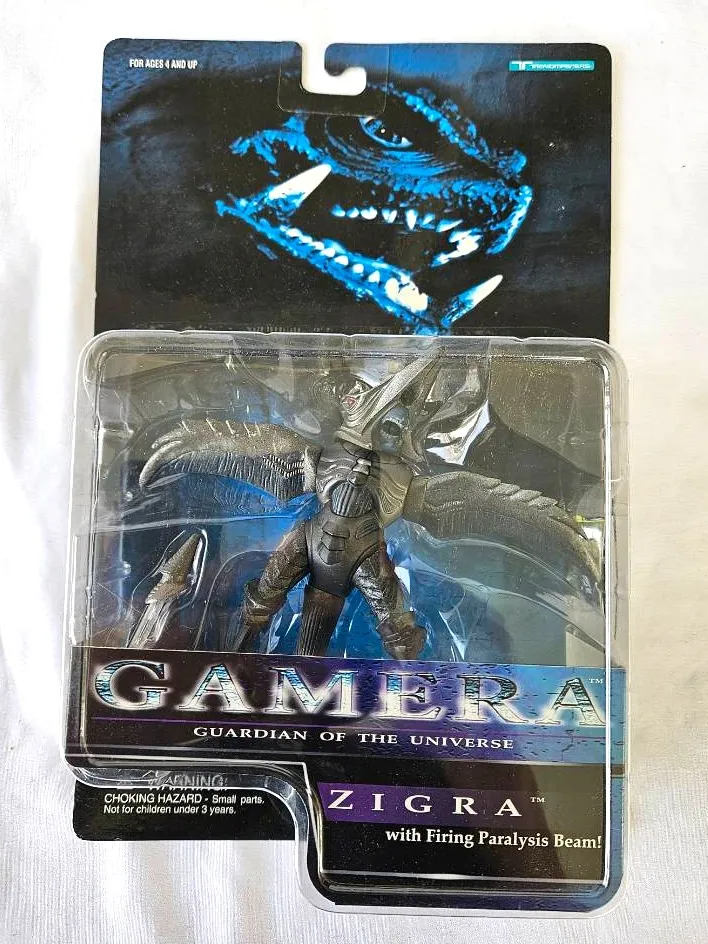 FOR AGES 4 AND UP
TRENDMASTERS
GAMERA™
GUARDIAN OF THE UNIVERSE
WARNING!
CHOKING HAZARD - Small parts.
Not for children under 3 years.
ZIGRA™
with Firing Paralysis Beam!